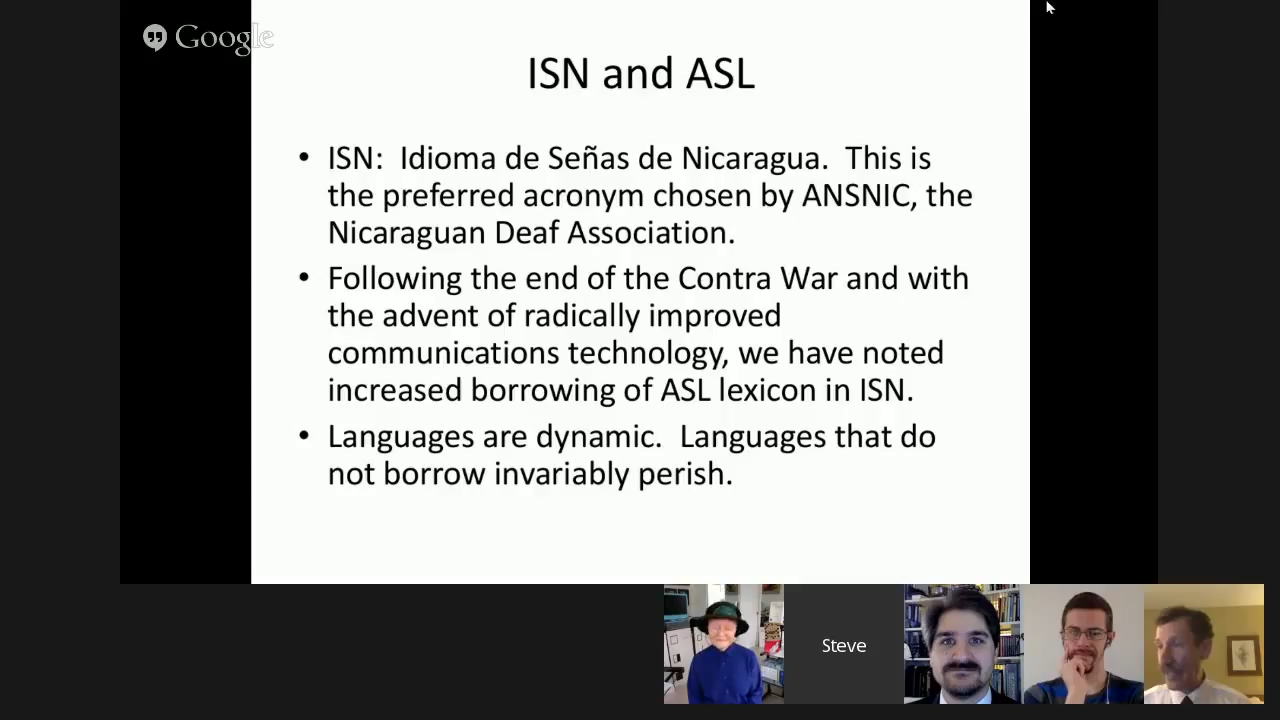 Google
ISN and ASL
• ISN:  Idioma de Señas de Nicaragua.  This is
the preferred acronym chosen by ANSNIC, the
Nicaraguan Deaf Association.
• Following the end of the Contra War and with
the advent of radically improved
communications technology, we have noted
increased borrowing of ASL lexicon in ISN.
• Languages are dynamic.  Languages that do
not borrow invariably perish.
Steve